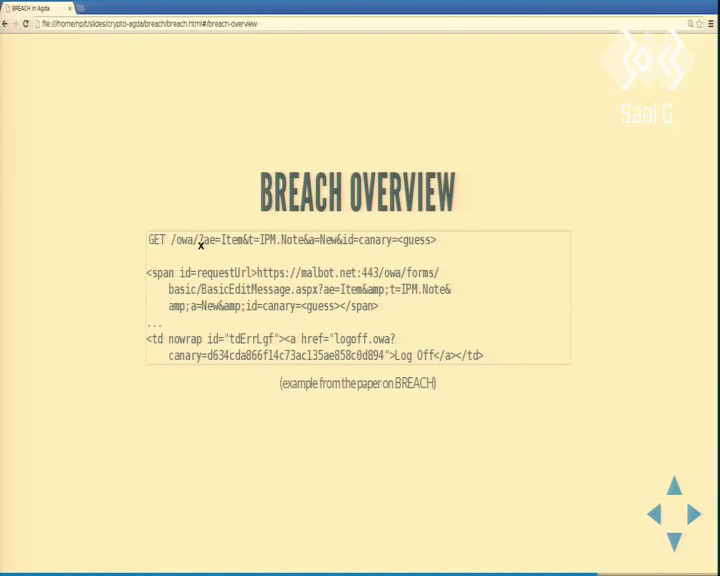 BREACH in Agda
file:///home/np/t/slides/crypto-agda/breach/breach.html#/breach-overview
Saal G
BREACH OVERVIEW
GET /owa/?ae=Item&t=IPM.Note&a=New&id=canary=<guess>
<span id=requestUrl>https://malbot.net:443/owa/forms/
basic/BasicEditMessage.aspx?ae=Item&amp;t=IPM.Note&
amp;a=New&amp;id=canary=<guess></span>
...
<td nowrap id="tdErrLgf"><a href="logoff.owa?
canary=d634cda866f14c73ac135ae858c0d894">Log Off</a></td>
(example from the paper on BREACH)